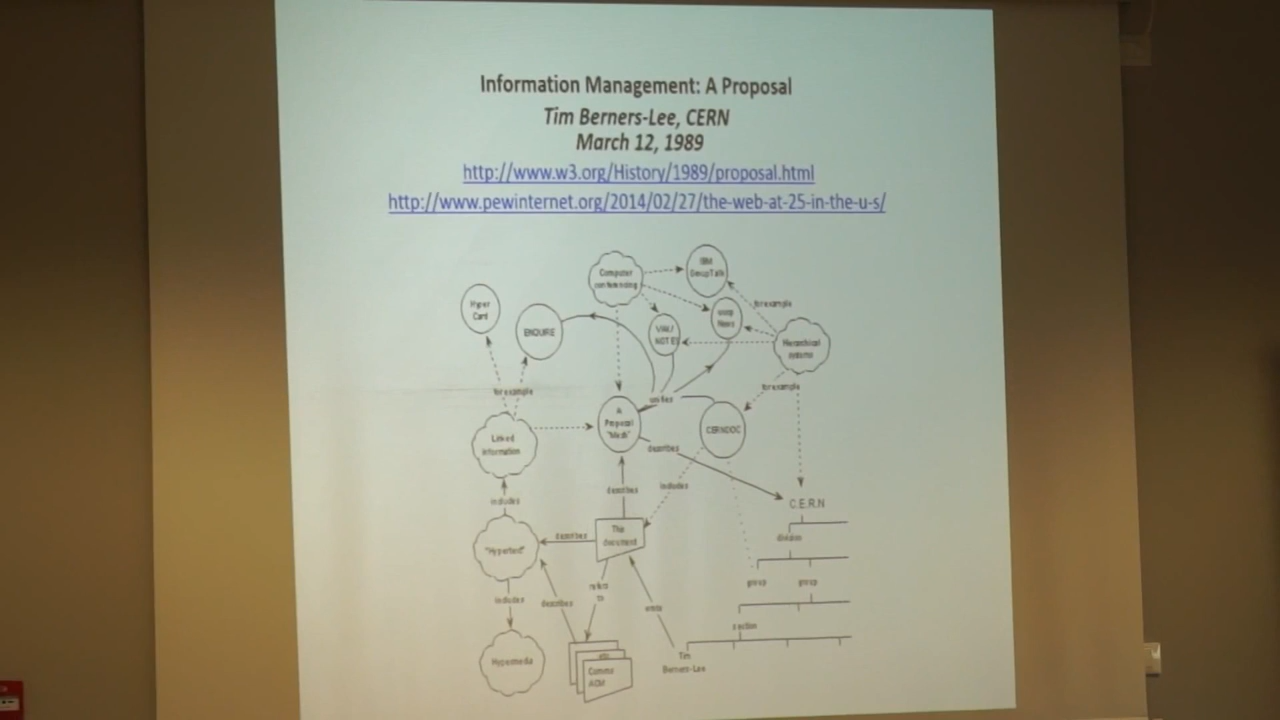 Information Management: A Proposal
Tim Berners-Lee, CERN
March 12, 1989
http://www.w3.org/History/1989/proposal.html
http://www.pewinternet.org/2014/02/27/the-web-at-25-in-the-u-s/
Computer
conferencing
IBM
GroupTalk
for example
Hyper
Card
ENQUIRE
VAX/
NOTES
uucp
News
Hierarchical
systems
for example
for example
unifies
A
Proposal
"Mesh"
CERNDOC
Linked
information
describes
includes
describes
includes
C.E.R.N
"Hypertext"
describes
The
document
division
refers
to
group
group
includes
describes
wrote
section
Hypermedia
etc
Comms
ACM
Tim
Berners-Lee